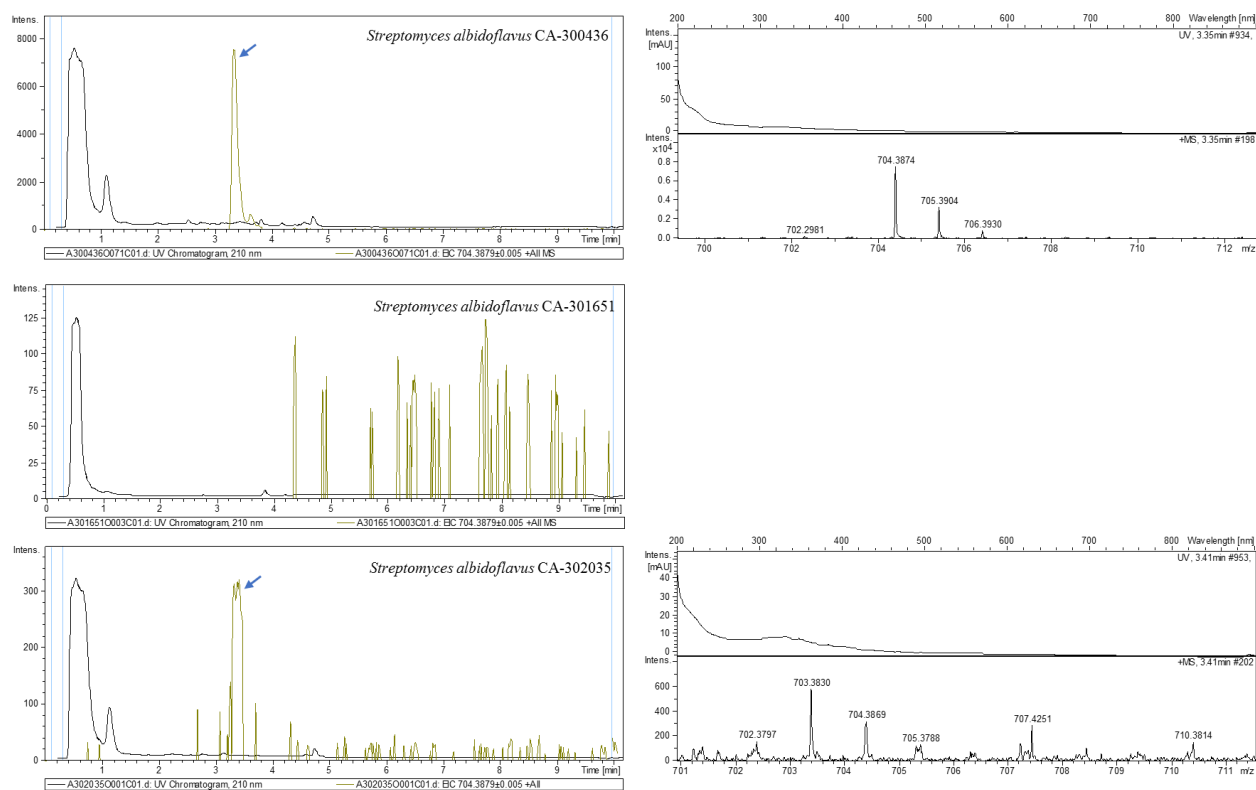 Intens.
Streptomyces albidoflavus CA-300436
8000
6000
4000
2000
0
1 2 3 4 5 6 7 8 9 Time [min]
A300436O071C01.d: UV Chromatogram, 210 nm A300436O071C01.d: EIC 704.3879±0.005 +All MS
200 300 400 500 600 700 800 Wavelength [nm]
Intens.
[mAU]
UV, 3.35min #934,
100
50
0
Intens.
x10⁴
+MS, 3.35min #198
0.8
0.6
0.4
0.2
0.0
704.3874
705.3904
706.3930
702.2981
700 702 704 706 708 710 712 m/z
Intens.
Streptomyces albidoflavus CA-301651
125
100
75
50
25
0
0 1 2 3 4 5 6 7 8 9 Time [min]
A301651O003C01.d: UV Chromatogram, 210 nm A301651O003C01.d: EIC 704.3879±0.005 +All MS
Intens.
Streptomyces albidoflavus CA-302035
300
200
100
0
1 2 3 4 5 6 7 8 9 Time [min]
A302035O001C01.d: UV Chromatogram, 210 nm A302035O001C01.d: EIC 704.3879±0.005 +All
200 300 400 500 600 700 800 Wavelength [nm]
Intens.
[mAU]
UV, 3.41min #953,
40
30
20
10
0
Intens.
+MS, 3.41min #202
600
400
200
0
703.3830
704.3869
707.4251
702.3797
705.3788
710.3814
701 702 703 704 705 706 707 708 709 710 711 m/z